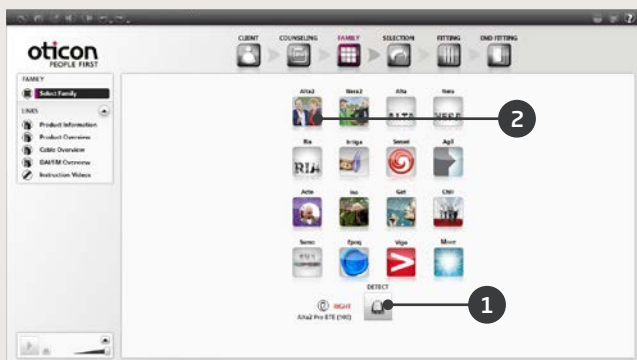 CLIENT COUNSELING FAMILY SELECTION FITTING END FITTING
oticon
PEOPLE FIRST
FAMILY
Select Family
LINKS
Product Information
Product Overview
Cable Overview
DAI/FM Overview
Instruction Videos
Alta2 Nera2 Alta Nera
ALTA NERA
Ria Intiga Sensei Agil
RIA
Acto Ino Get Chili
Sumo Epoq Vigo More
DETECT
RIGHT
Alta2 Pro BTE (100)
2
1